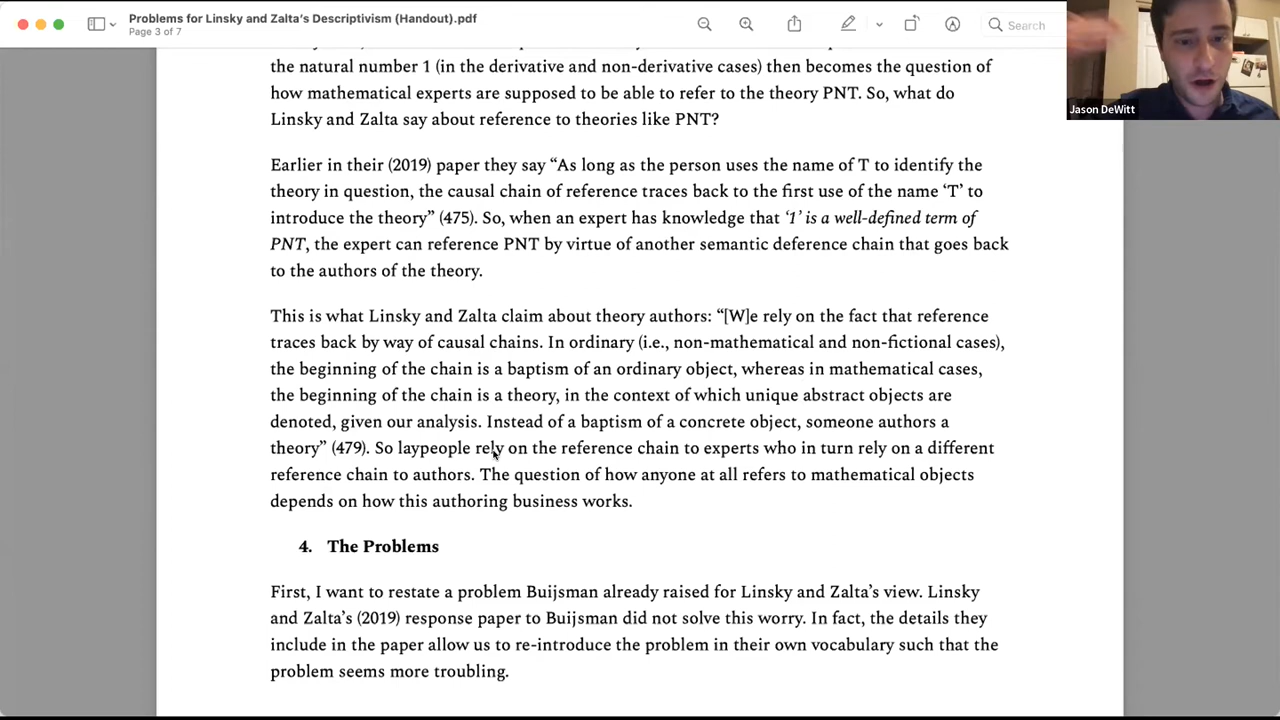 Problems for Linsky and Zalta's Descriptivism (Handout).pdf
Page 3 of 7
Search
Jason DeWitt
the natural number 1 (in the derivative and non-derivative cases) then becomes the question of
how mathematical experts are supposed to be able to refer to the theory PNT. So, what do
Linsky and Zalta say about reference to theories like PNT?
Earlier in their (2019) paper they say “As long as the person uses the name of T to identify the
theory in question, the causal chain of reference traces back to the first use of the name ‘T’ to
introduce the theory” (475). So, when an expert has knowledge that ‘1’ is a well-defined term of
PNT, the expert can reference PNT by virtue of another semantic deference chain that goes back
to the authors of the theory.
This is what Linsky and Zalta claim about theory authors: “[W]e rely on the fact that reference
traces back by way of causal chains. In ordinary (i.e., non-mathematical and non-fictional cases),
the beginning of the chain is a baptism of an ordinary object, whereas in mathematical cases,
the beginning of the chain is a theory, in the context of which unique abstract objects are
denoted, given our analysis. Instead of a baptism of a concrete object, someone authors a
theory” (479). So laypeople rely on the reference chain to experts who in turn rely on a different
reference chain to authors. The question of how anyone at all refers to mathematical objects
depends on how this authoring business works.
4. The Problems
First, I want to restate a problem Buijsman already raised for Linsky and Zalta’s view. Linsky
and Zalta’s (2019) response paper to Buijsman did not solve this worry. In fact, the details they
include in the paper allow us to re-introduce the problem in their own vocabulary such that the
problem seems more troubling.